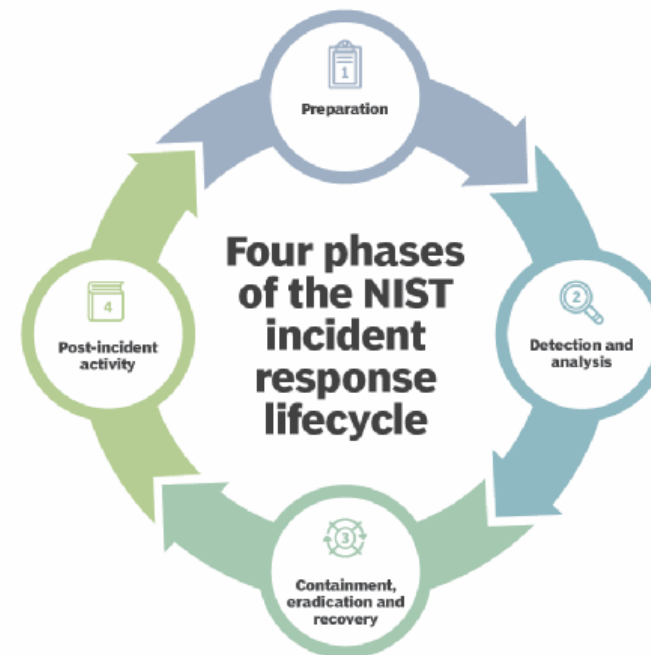 1
Preparation
Four phases
of the NIST
incident
response
lifecycle
2
Detection and
analysis
3
Containment,
eradication and
recovery
4
Post-incident
activity